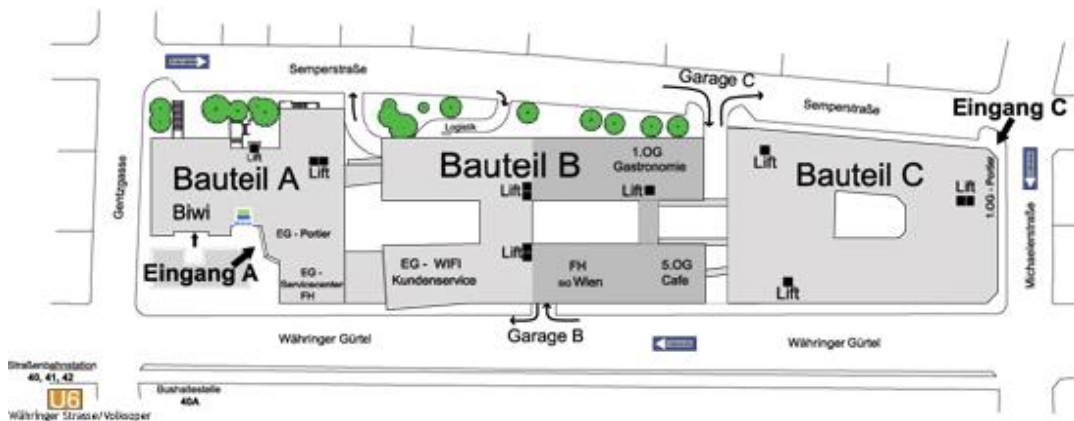 Semperstraße
Garage C
Semperstraße
Eingang C
Logistik
Gentzgasse
Lift
Bauteil A
Lift
Bauteil B
1.OG
Gastronomie
Lift
Lift
Lift
Bauteil C
Lift
Lift
1.OG - Portier
Michaelerstraße
Biwi
EG - Portier
Eingang A
EG -
Servicecenter
FH
Lift
EG - WIFI
Kundenservice
FH
Wien
5.OG
Cafe
Lift
Währinger Gürtel
Garage B
Währinger Gürtel
Straßenbahnstation
40, 41, 42
U6
Währinger Strasse/Volksoper
Bushaltestelle
40A